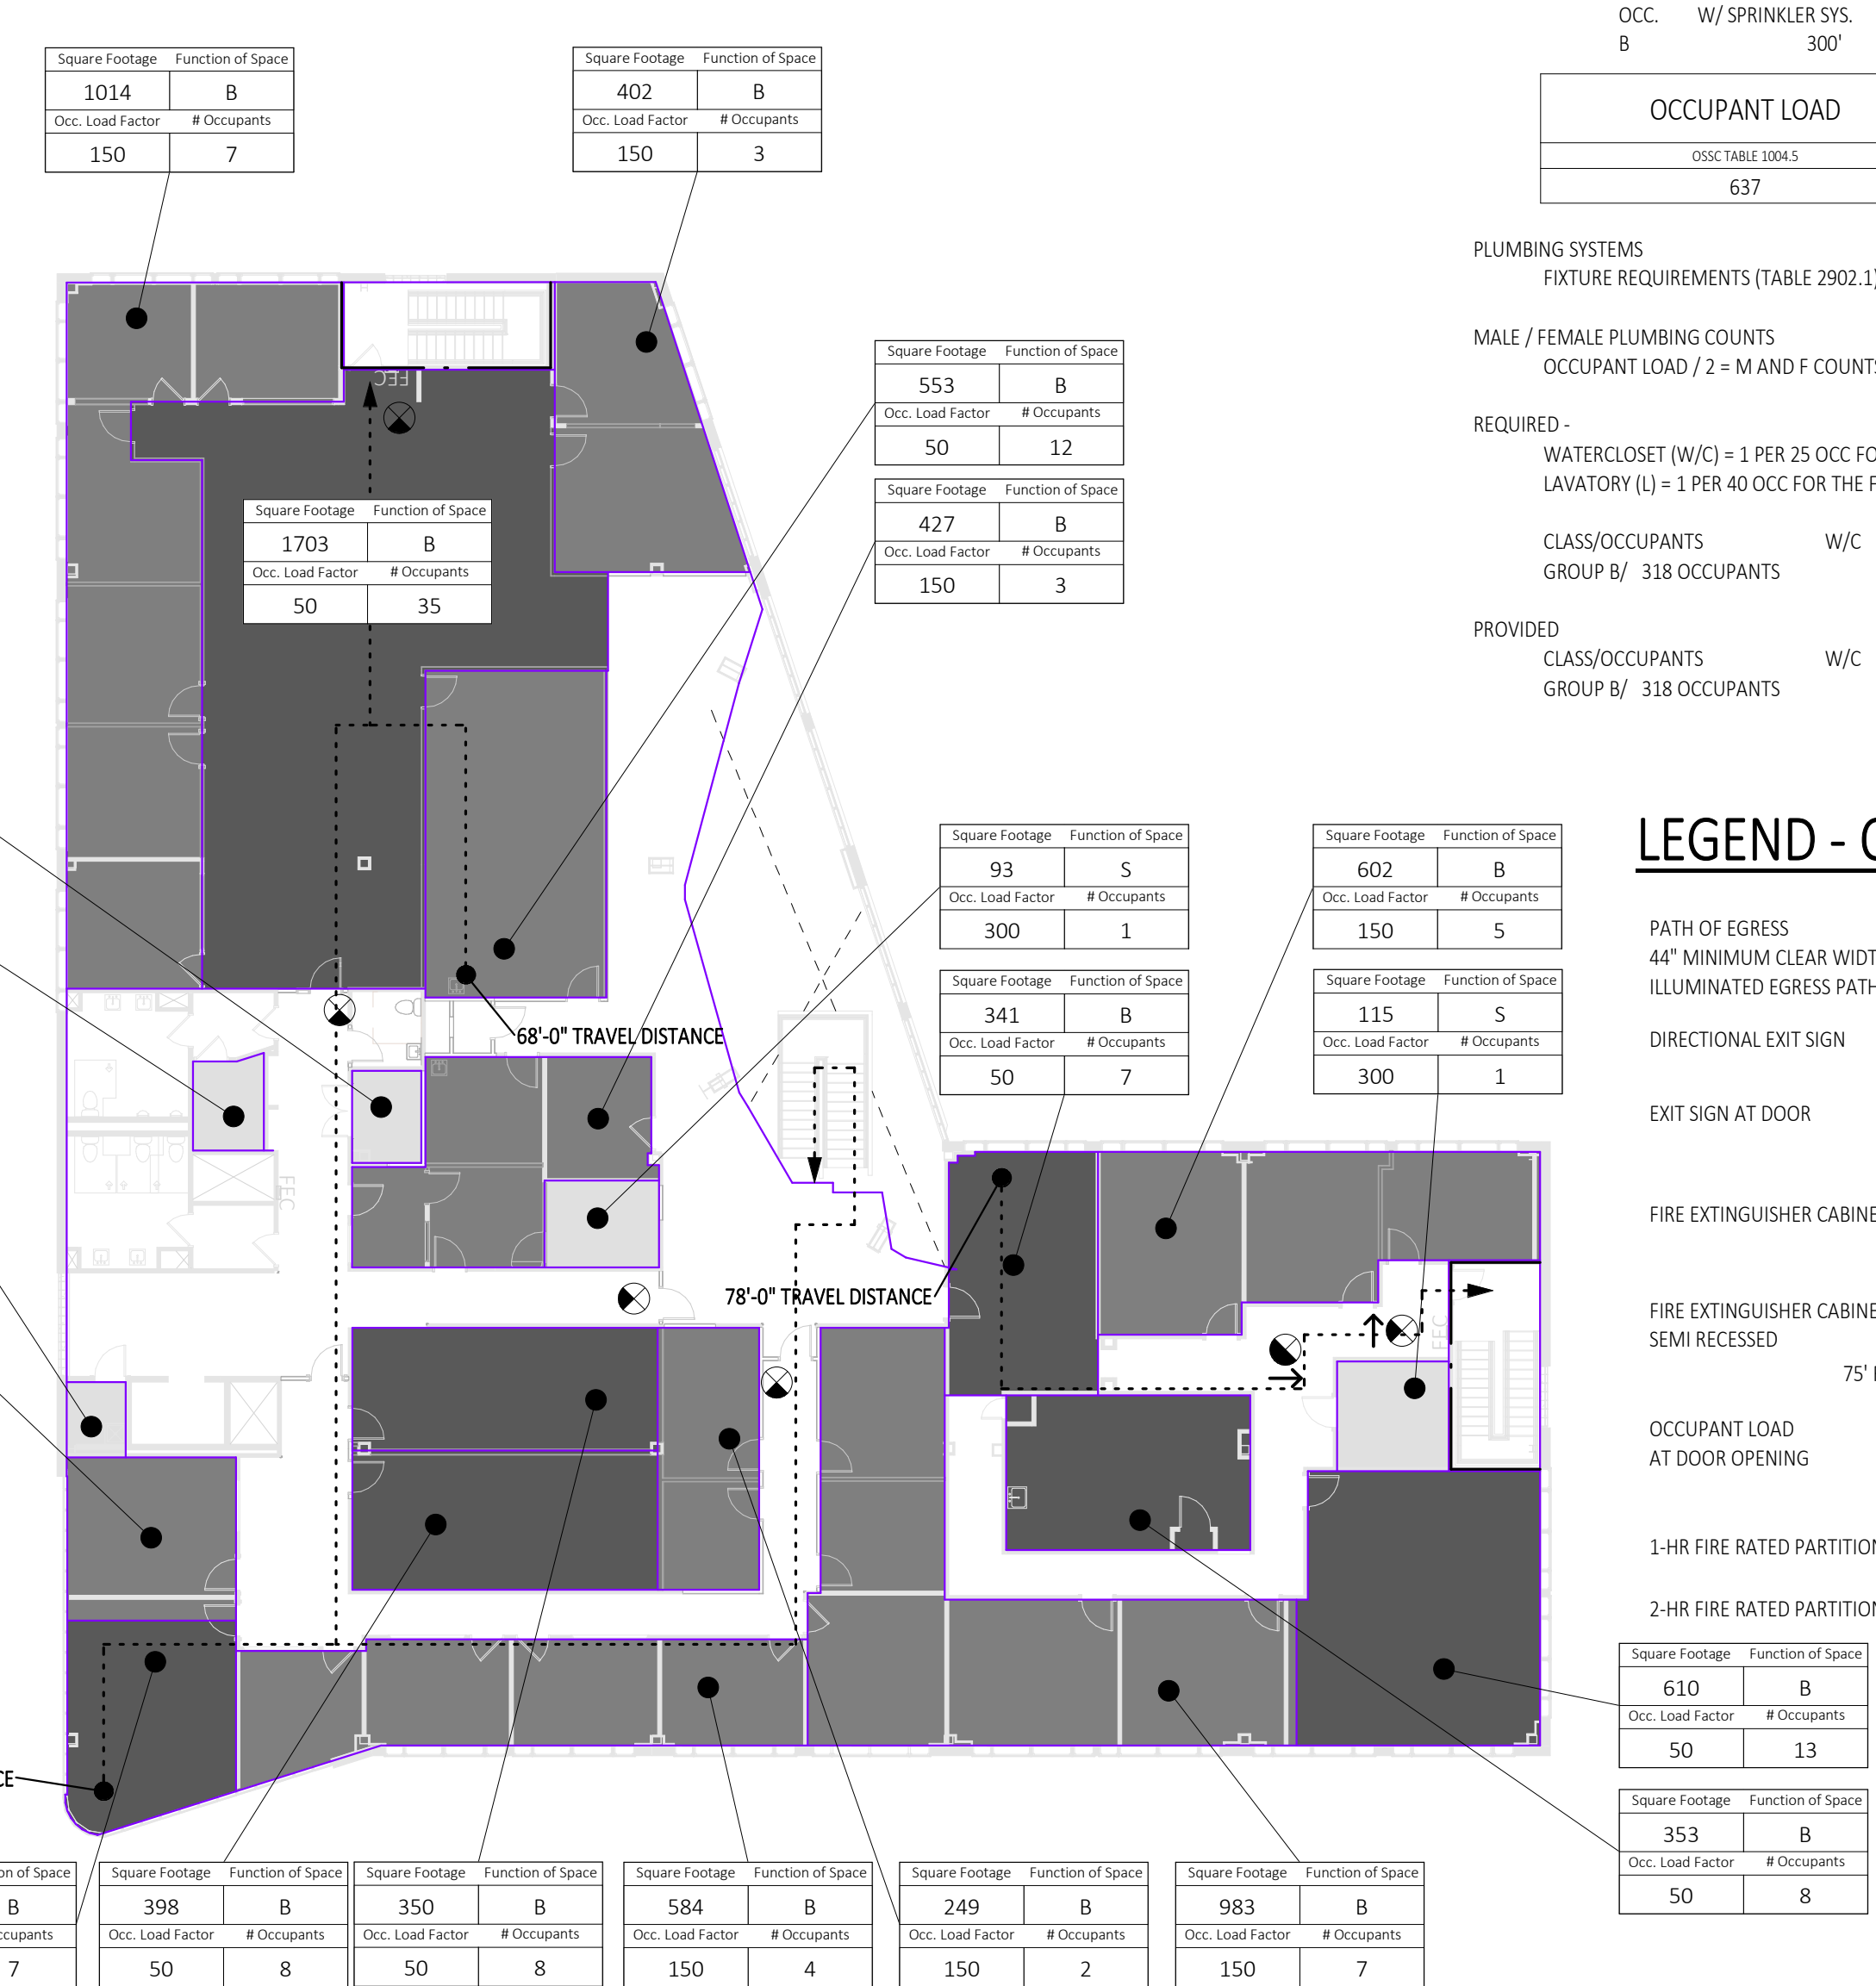 OCC. W/ SPRINKLER SYS.
B 300'
Square Footage Function of Space
1014 B
Occ. Load Factor # Occupants
150 7
Square Footage Function of Space
402 B
Occ. Load Factor # Occupants
150 3
OCCUPANT LOAD
OSSC TABLE 1004.5
637
PLUMBING SYSTEMS
FIXTURE REQUIREMENTS (TABLE 2902.1)
MALE / FEMALE PLUMBING COUNTS
OCCUPANT LOAD / 2 = M AND F COUNTS
REQUIRED -
WATERCLOSET (W/C) = 1 PER 25 OCC FO
LAVATORY (L) = 1 PER 40 OCC FOR THE F
CLASS/OCCUPANTS W/C
GROUP B/ 318 OCCUPANTS
PROVIDED
CLASS/OCCUPANTS W/C
GROUP B/ 318 OCCUPANTS
FEC
Square Footage Function of Space
553 B
Occ. Load Factor # Occupants
50 12
Square Footage Function of Space
427 B
Occ. Load Factor # Occupants
150 3
Square Footage Function of Space
1703 B
Occ. Load Factor # Occupants
50 35
Square Footage Function of Space
93 S
Occ. Load Factor # Occupants
300 1
Square Footage Function of Space
602 B
Occ. Load Factor # Occupants
150 5
Square Footage Function of Space
341 B
Occ. Load Factor # Occupants
50 7
Square Footage Function of Space
115 S
Occ. Load Factor # Occupants
300 1
LEGEND - 
PATH OF EGRESS
44" MINIMUM CLEAR WIDT
ILLUMINATED EGRESS PATH
DIRECTIONAL EXIT SIGN
EXIT SIGN AT DOOR
FIRE EXTINGUISHER CABINE
FIRE EXTINGUISHER CABINE
SEMI RECESSED
75'
OCCUPANT LOAD
AT DOOR OPENING
1-HR FIRE RATED PARTITION
2-HR FIRE RATED PARTITION
68'-0" TRAVEL DISTANCE
FEC
78'-0" TRAVEL DISTANCE
FEC
Square Footage Function of Space
610 B
Occ. Load Factor # Occupants
50 13
Square Footage Function of Space
353 B
Occ. Load Factor # Occupants
50 8
CE
on of Space
B
ccupants
7
Square Footage Function of Space
398 B
Occ. Load Factor # Occupants
50 8
Square Footage Function of Space
350 B
Occ. Load Factor # Occupants
50 8
Square Footage Function of Space
584 B
Occ. Load Factor # Occupants
150 4
Square Footage Function of Space
249 B
Occ. Load Factor # Occupants
150 2
Square Footage Function of Space
983 B
Occ. Load Factor # Occupants
150 7